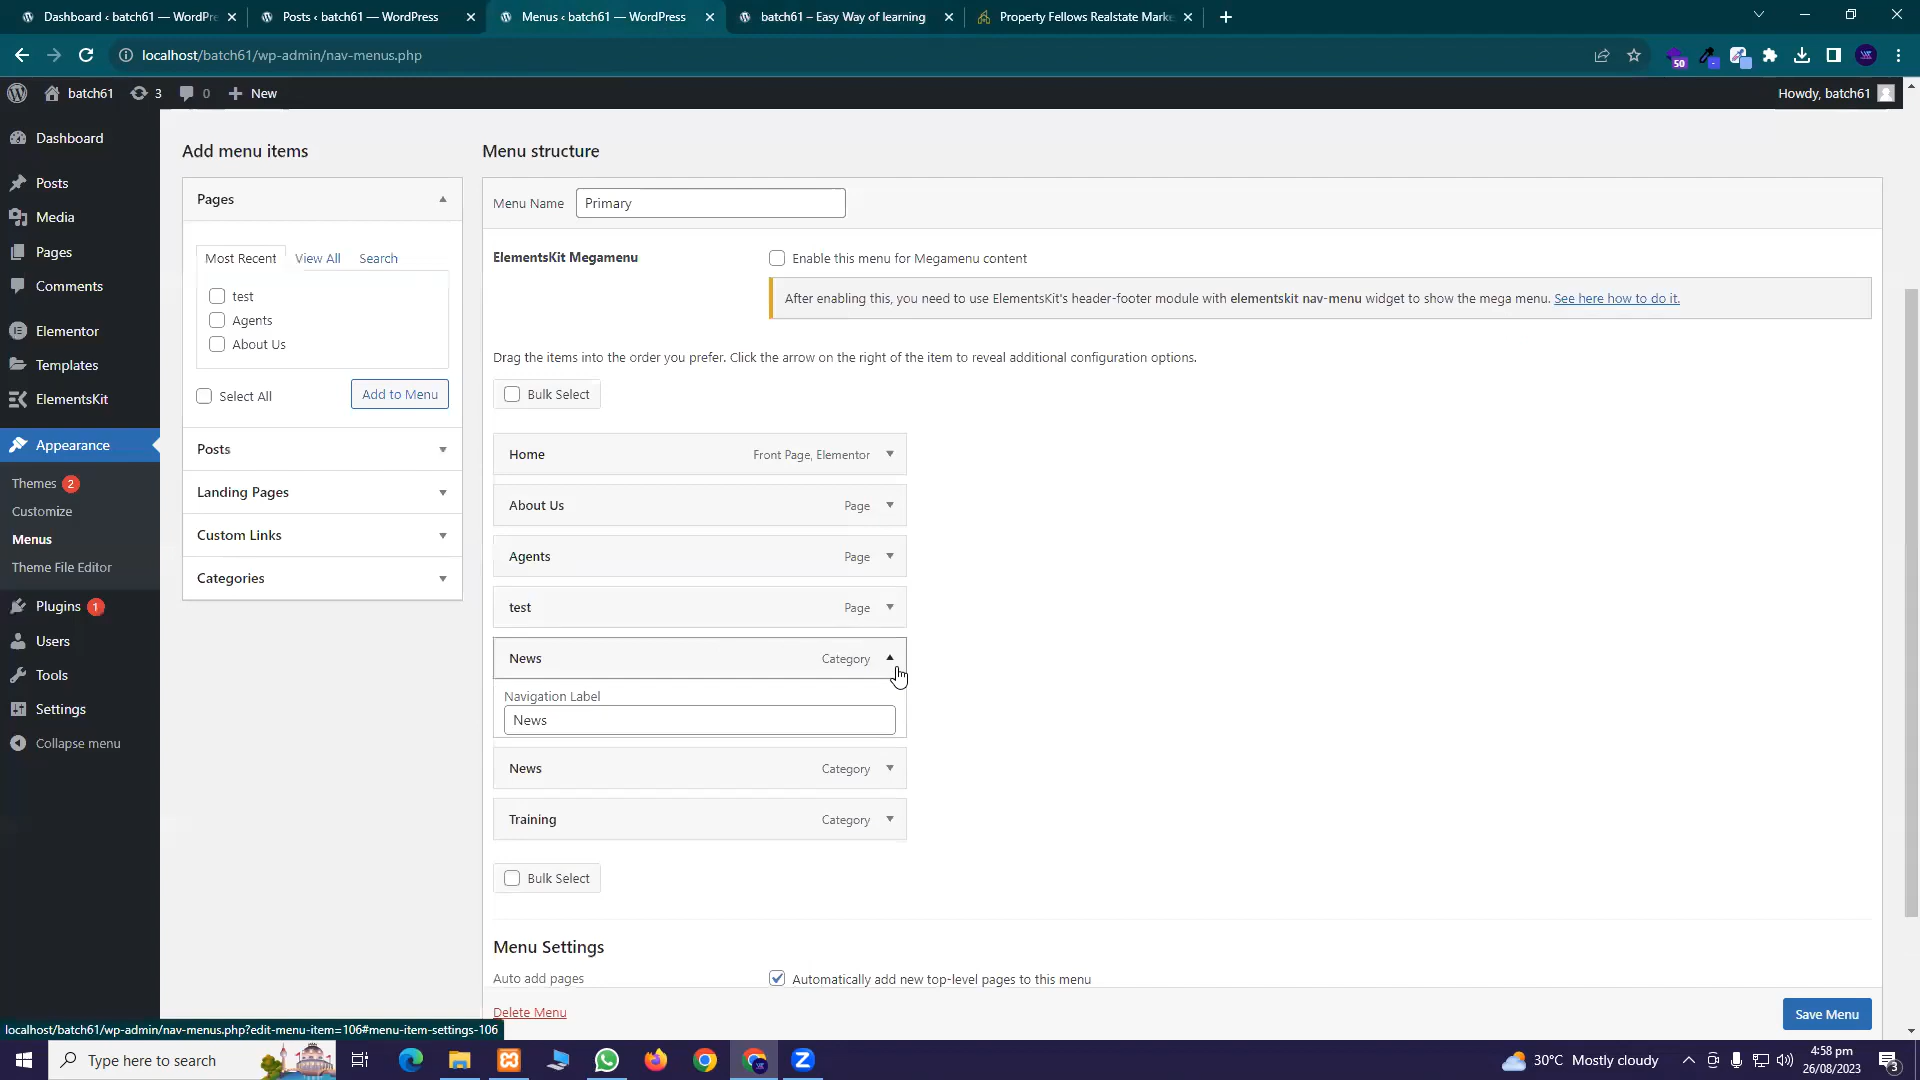 Dashboard ‹ batch61 — WordPre
Posts ‹ batch61 — WordPress
Menus ‹ batch61 — WordPress
batch61 – Easy Way of learning
Property Fellows Realstate Marke
localhost/batch61/wp-admin/nav-menus.php
50
batch61
3
0
New
Howdy, batch61
Dashboard
Posts
Media
Pages
Comments
Elementor
Templates
ElementsKit
Appearance
Themes 2
Customize
Menus
Theme File Editor
Plugins 1
Users
Tools
Settings
Collapse menu
Add menu items
Pages
Most Recent
View All
Search
test
Agents
About Us
Select All
Add to Menu
Posts
Landing Pages
Custom Links
Categories
Menu structure
Menu Name
Primary
ElementsKit Megamenu
Enable this menu for Megamenu content
After enabling this, you need to use ElementsKit's header-footer module with elementskit nav-menu widget to show the mega menu. See here how to do it.
Drag the items into the order you prefer. Click the arrow on the right of the item to reveal additional configuration options.
Bulk Select
Home Front Page, Elementor
About Us Page
Agents Page
test Page
News Category
Navigation Label
News
News Category
Training Category
Bulk Select
Menu Settings
Auto add pages
Automatically add new top-level pages to this menu
Delete Menu
Save Menu
localhost/batch61/wp-admin/nav-menus.php?edit-menu-item=106#menu-item-settings-106
Type here to search
30°C Mostly cloudy
4:58 pm
26/08/2023
3